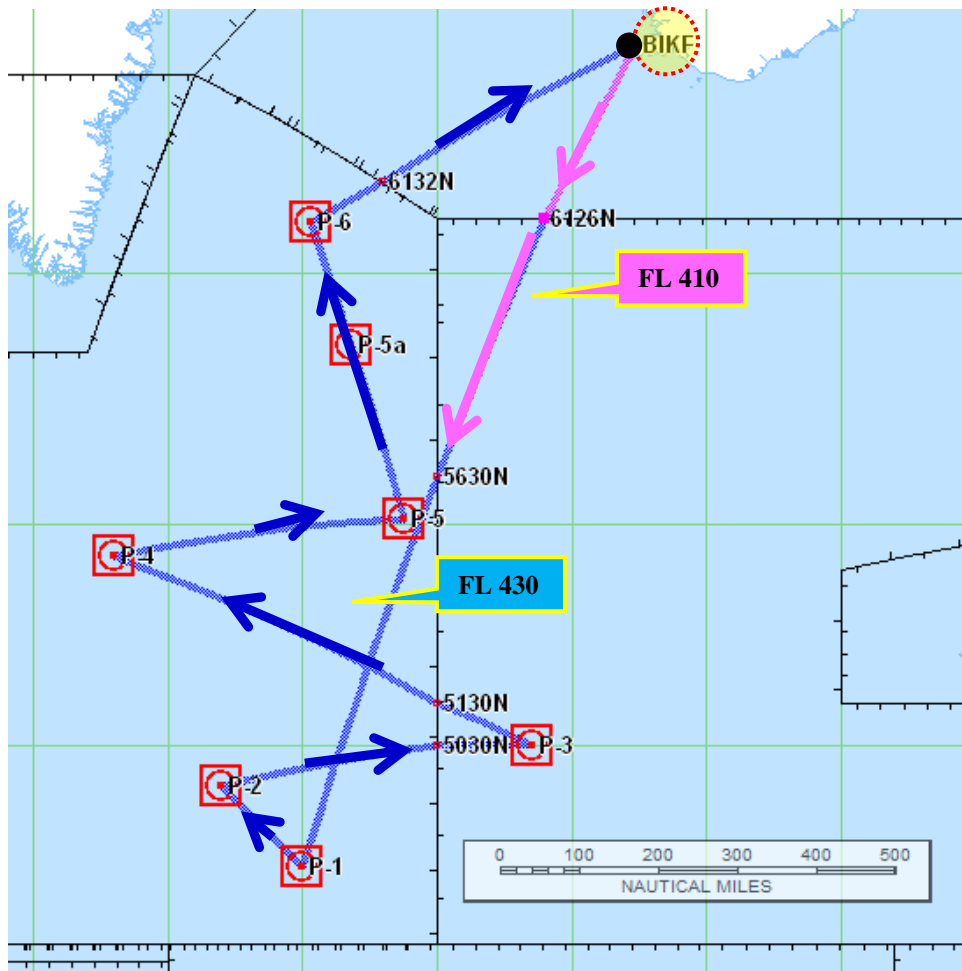 BIKF
6132N
P-6
6126N
FL 410
P-5a
5630N
P-5
P-4
FL 430
5130N
5030N
P-3
P-2
P-1
0 100 200 300 400 500
NAUTICAL MILES